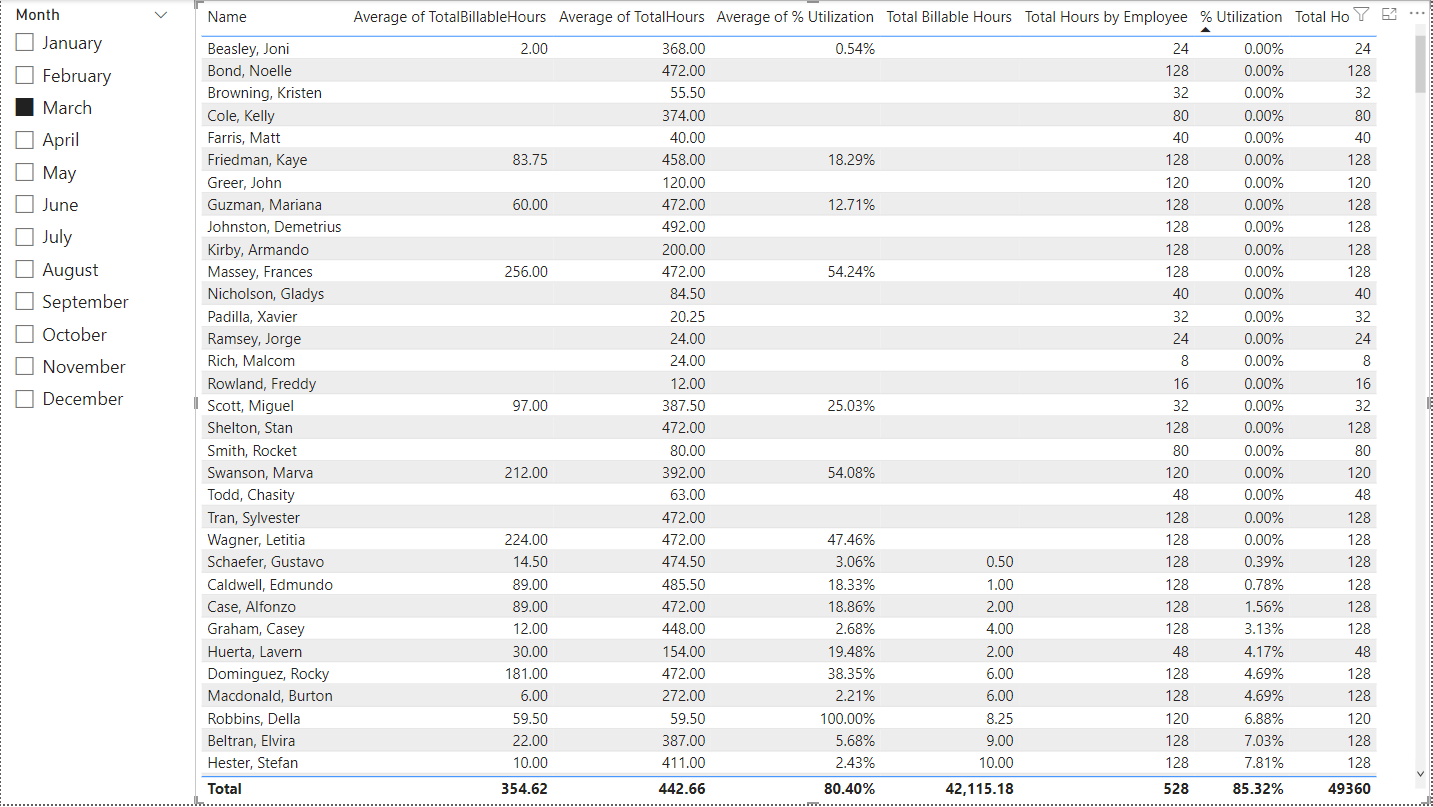 Month
January
February
March
April
May
June
July
August
September
October
November
December
Name Average of TotalBillableHours Average of TotalHours Average of % Utilization Total Billable Hours Total Hours by Employee % Utilization Total Ho
Beasley, Joni 2.00 368.00 0.54% 24 0.00% 24
Bond, Noelle 472.00 128 0.00% 128
Browning, Kristen 55.50 32 0.00% 32
Cole, Kelly 374.00 80 0.00% 80
Farris, Matt 40.00 40 0.00% 40
Friedman, Kaye 83.75 458.00 18.29% 128 0.00% 128
Greer, John 120.00 120 0.00% 120
Guzman, Mariana 60.00 472.00 12.71% 128 0.00% 128
Johnston, Demetrius 492.00 128 0.00% 128
Kirby, Armando 200.00 128 0.00% 128
Massey, Frances 256.00 472.00 54.24% 128 0.00% 128
Nicholson, Gladys 84.50 40 0.00% 40
Padilla, Xavier 20.25 32 0.00% 32
Ramsey, Jorge 24.00 24 0.00% 24
Rich, Malcom 24.00 8 0.00% 8
Rowland, Freddy 12.00 16 0.00% 16
Scott, Miguel 97.00 387.50 25.03% 32 0.00% 32
Shelton, Stan 472.00 128 0.00% 128
Smith, Rocket 80.00 80 0.00% 80
Swanson, Marva 212.00 392.00 54.08% 120 0.00% 120
Todd, Chasity 63.00 48 0.00% 48
Tran, Sylvester 472.00 128 0.00% 128
Wagner, Letitia 224.00 472.00 47.46% 128 0.00% 128
Schaefer, Gustavo 14.50 474.50 3.06% 0.50 128 0.39% 128
Caldwell, Edmundo 89.00 485.50 18.33% 1.00 128 0.78% 128
Case, Alfonzo 89.00 472.00 18.86% 2.00 128 1.56% 128
Graham, Casey 12.00 448.00 2.68% 4.00 128 3.13% 128
Huerta, Lavern 30.00 154.00 19.48% 2.00 48 4.17% 48
Dominguez, Rocky 181.00 472.00 38.35% 6.00 128 4.69% 128
Macdonald, Burton 6.00 272.00 2.21% 6.00 128 4.69% 128
Robbins, Della 59.50 59.50 100.00% 8.25 120 6.88% 120
Beltran, Elvira 22.00 387.00 5.68% 9.00 128 7.03% 128
Hester, Stefan 10.00 411.00 2.43% 10.00 128 7.81% 128
Total 354.62 442.66 80.40% 42,115.18 528 85.32% 49360